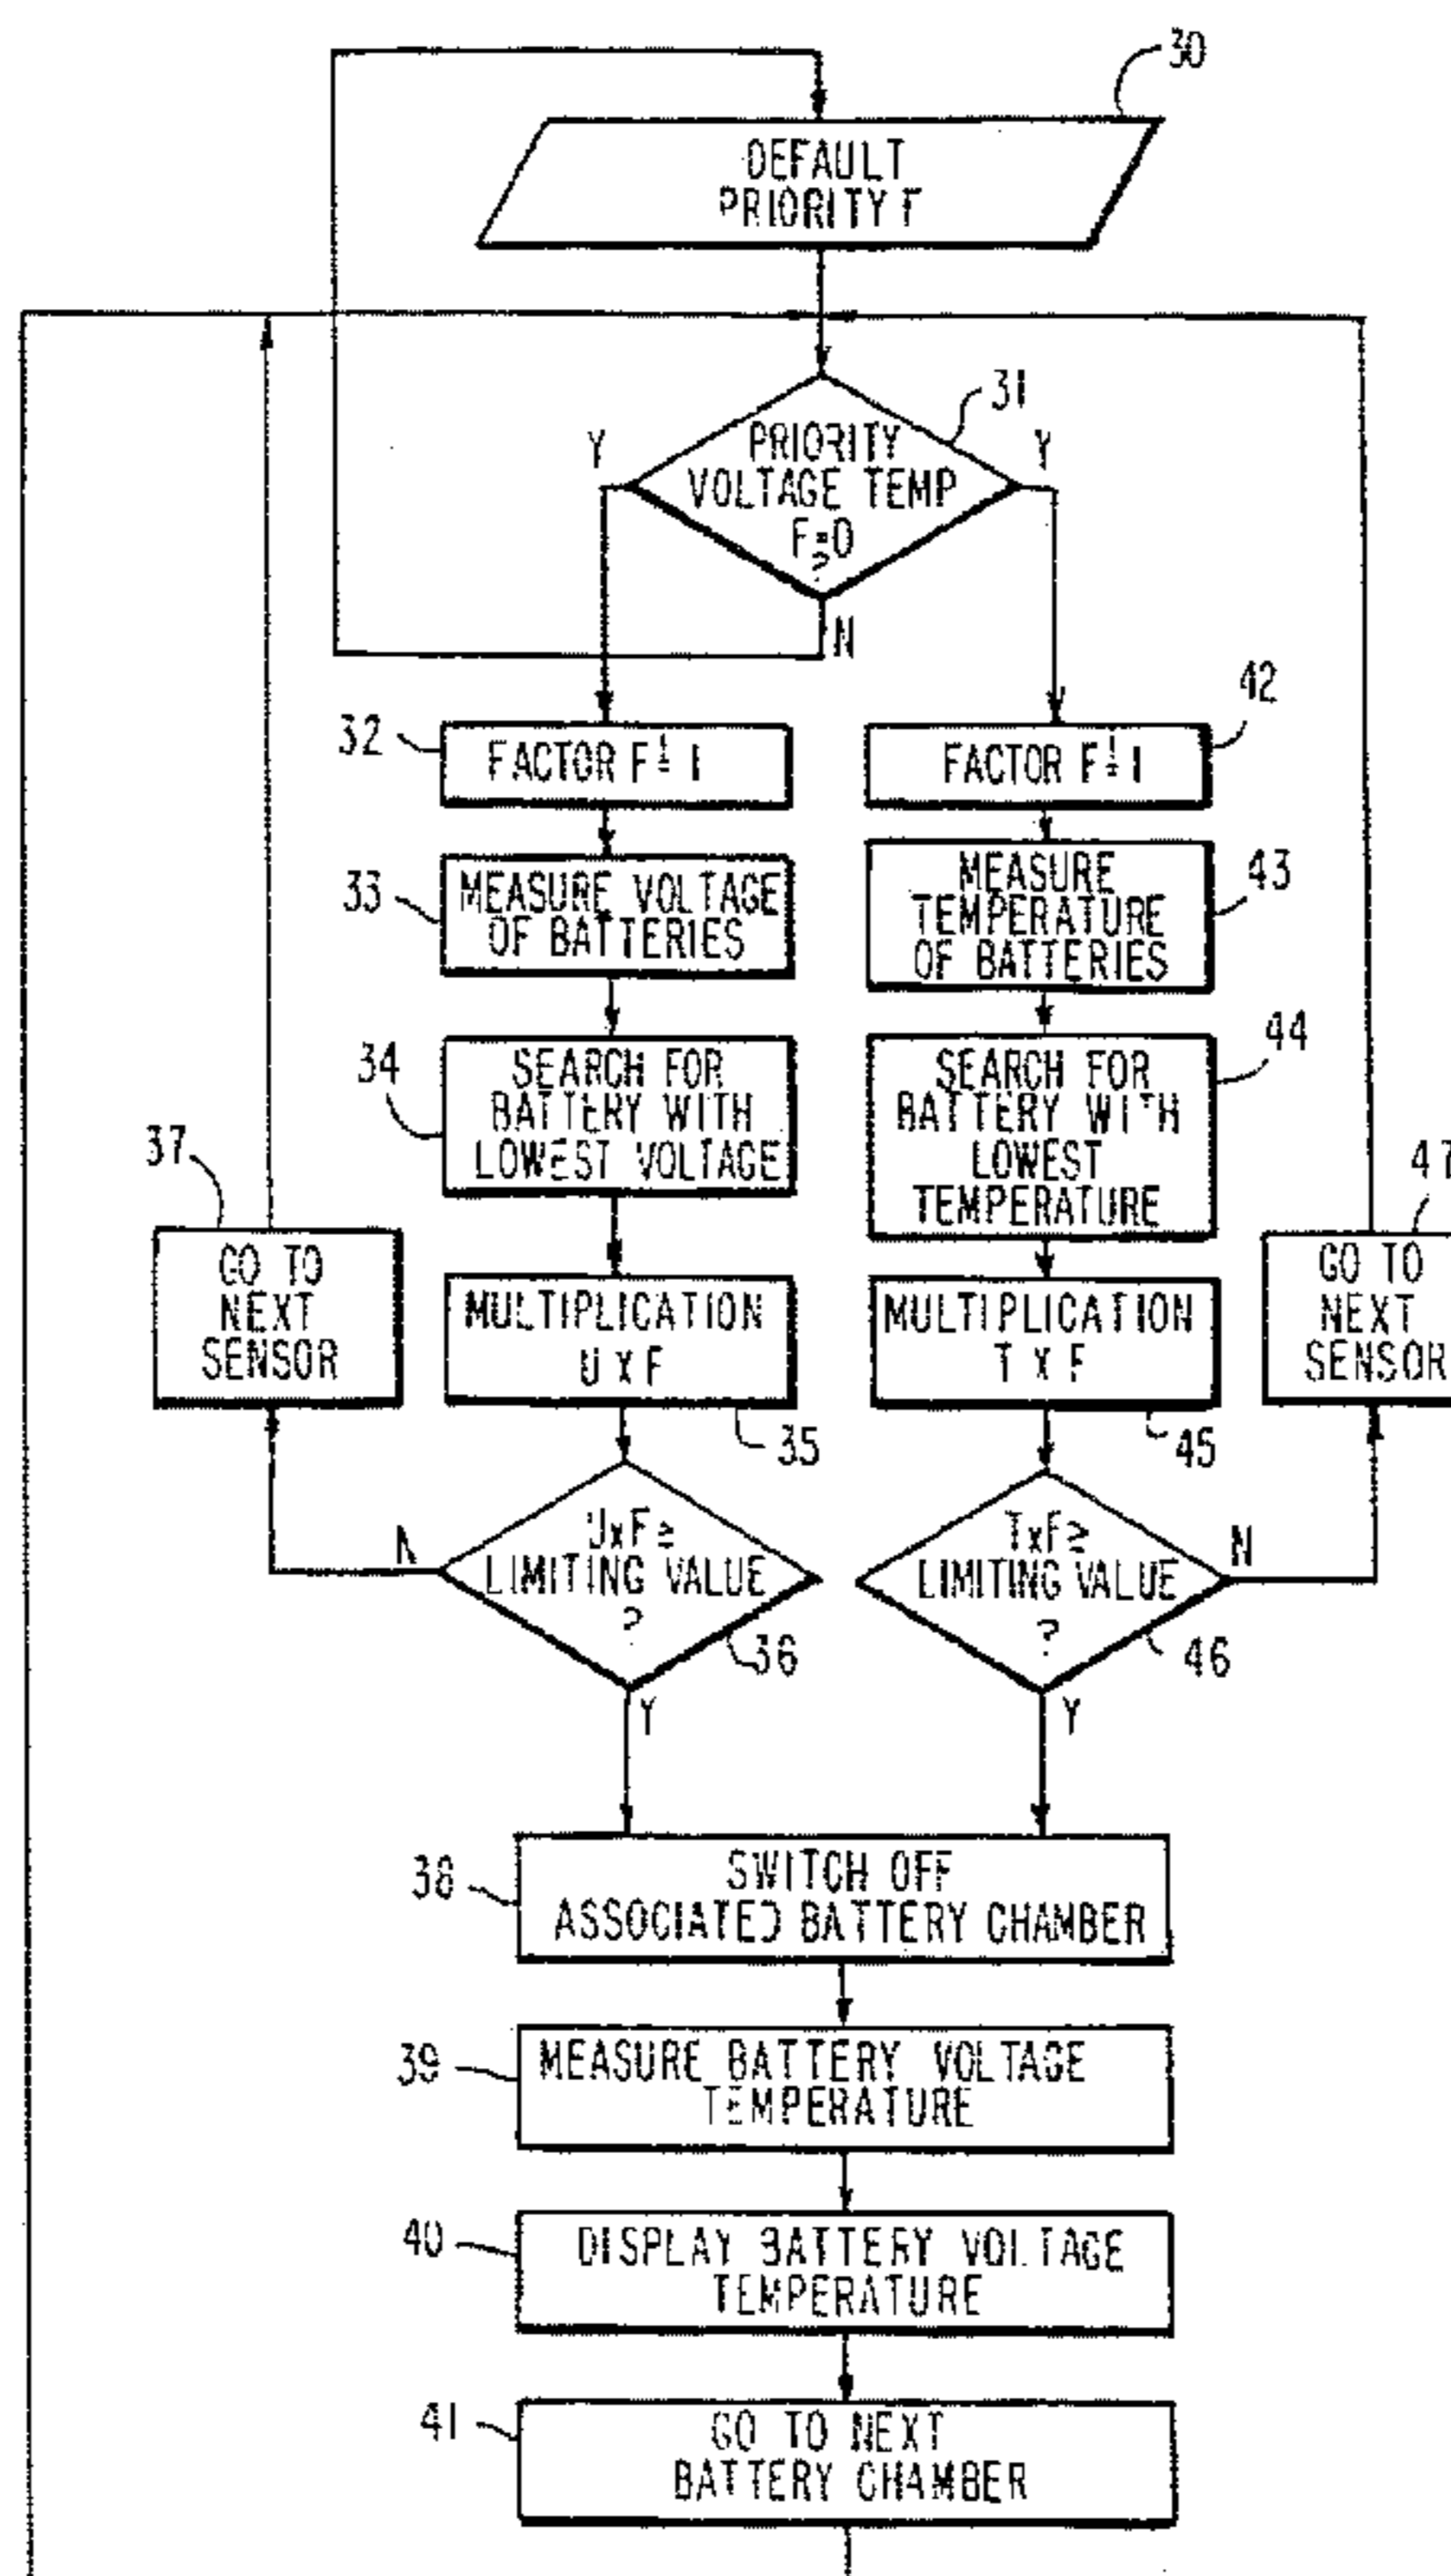 30
DEFAULT
PRIORITY F
31
Y
PRIORITY
Y
VOLTAGE TEMP
F=0
?
N
32
FACTOR F ≟ 1
42
FACTOR F ≟ 1
33
MEASURE VOLTAGE
OF BATTERIES
43
MEASURE
TEMPERATURE
OF BATTERIES
34
SEARCH FOR
BATTERY WITH
LOWEST VOLTAGE
44
SEARCH FOR
BATTERY WITH
LOWEST
TEMPERATURE
37
GO TO
NEXT
SENSOR
MULTIPLICATION
U X F
35
MULTIPLICATION
T X F
45
47
GO TO
NEXT
SENSOR
N
UxF≥
LIMITING VALUE
?
36
Y
TxF≥
LIMITING VALUE
?
46
N
Y
38
SWITCH OFF
ASSOCIATED BATTERY CHAMBER
39
MEASURE BATTERY VOLTAGE
TEMPERATURE
40
DISPLAY BATTERY VOLTAGE
TEMPERATURE
41
GO TO NEXT
BATTERY CHAMBER